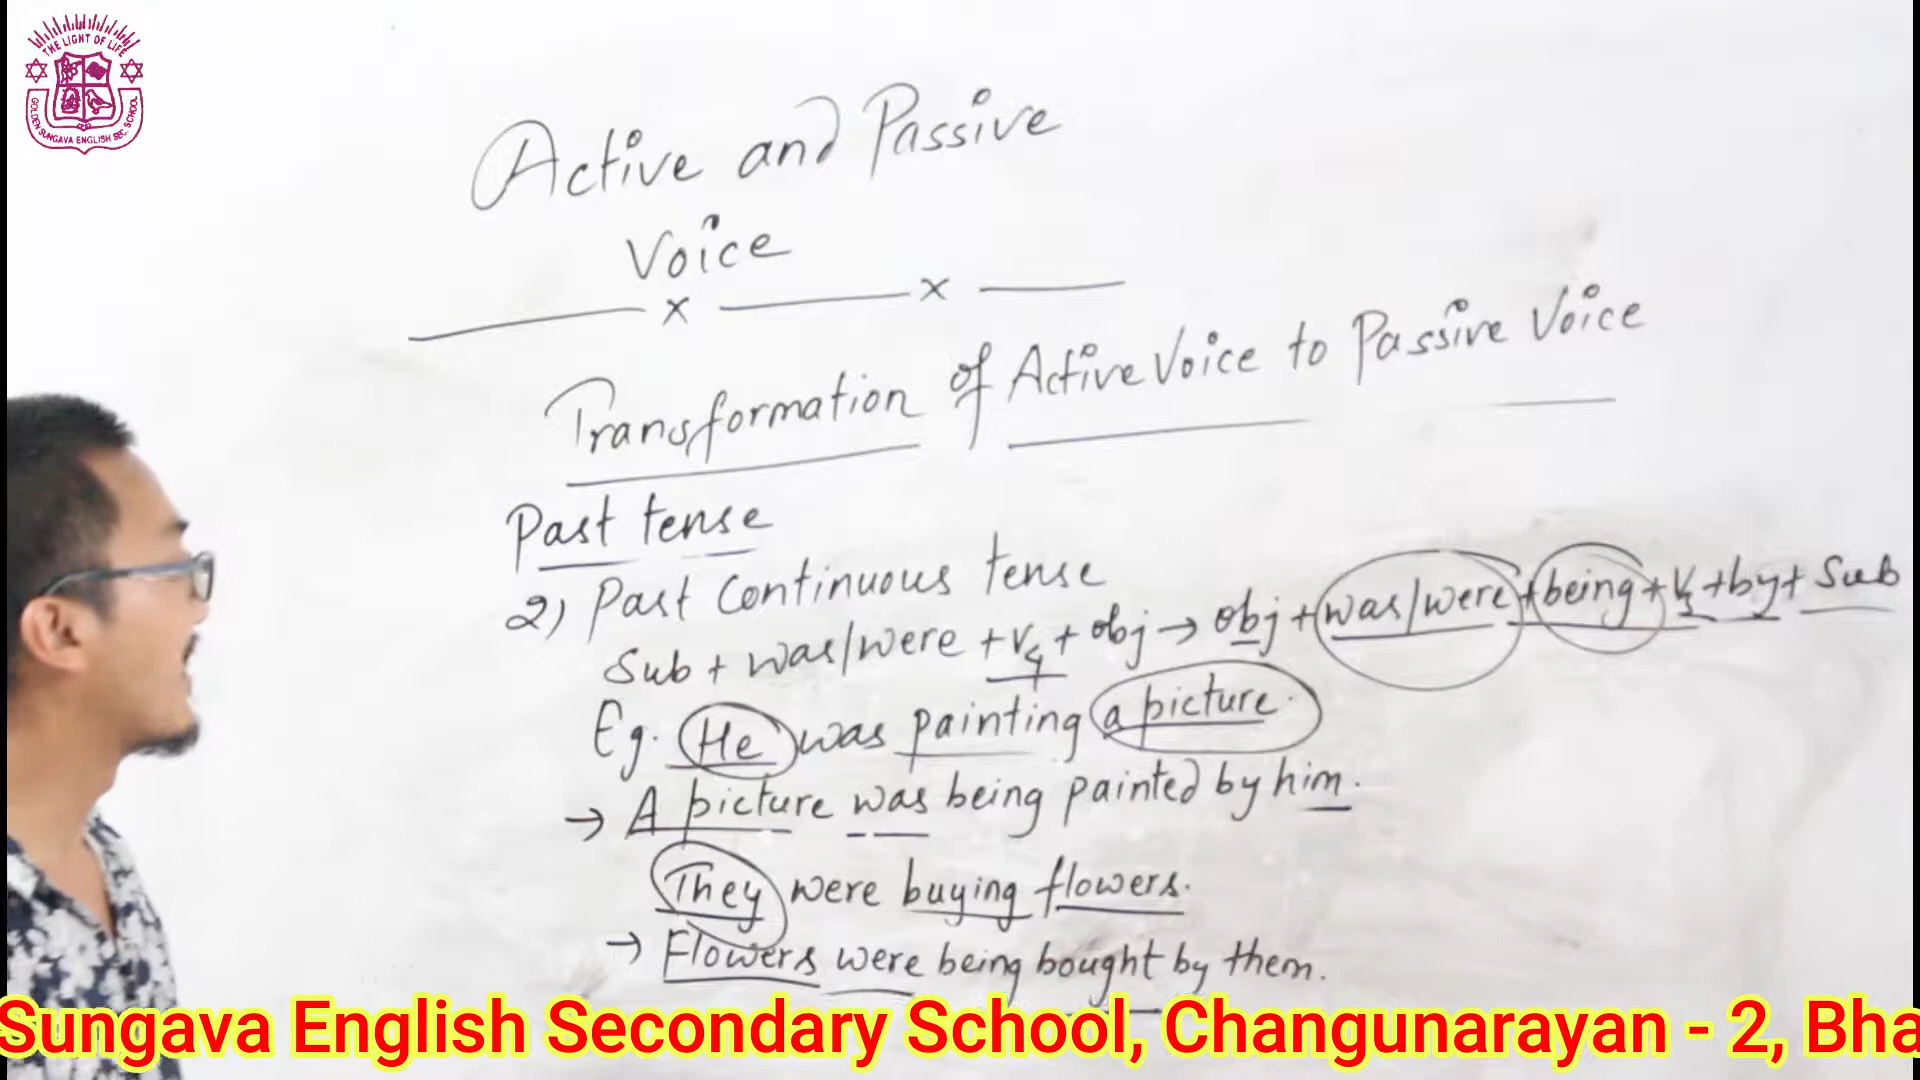 THE LIGHT OF LIFE
GOLDEN SUNGAVA ENGLISH SEC. SCHOOL
Active and Passive
Voice
Transformation of Active Voice to Passive Voice
Past tense
2) Past Continuous tense
Sub + was/were + V4 + obj → obj + was/were + being + V3 + by + Sub
Eg. He was painting a picture.
→ A picture was being painted by him.
They were buying flowers.
→ Flowers were being bought by them.
Sungava English Secondary School, Changunarayan - 2, Bha